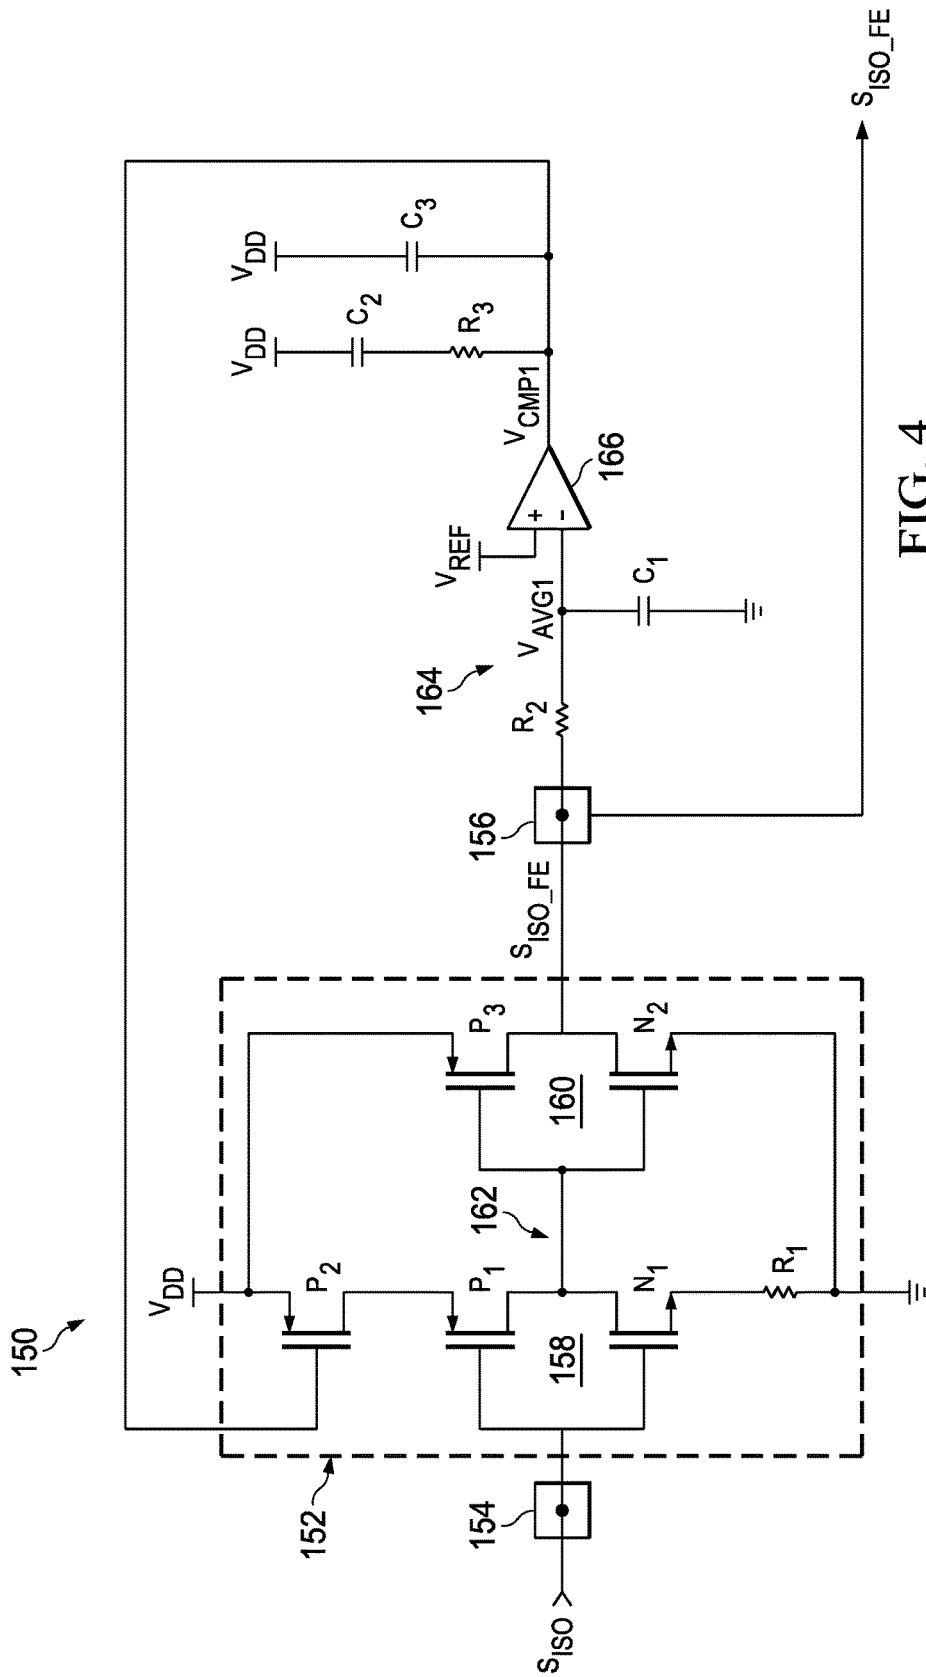 150
V_DD
V_DD
V_DD
C_2
C_3
R_3
152
P_2
P_1
P_3
158
160
162
N_1
N_2
R_1
S_ISO
154
S_ISO_FE
156
R_2
164
V_AVG1
C_1
V_REF
+
-
166
V_CMP1
S_ISO_FE
FIG. 4